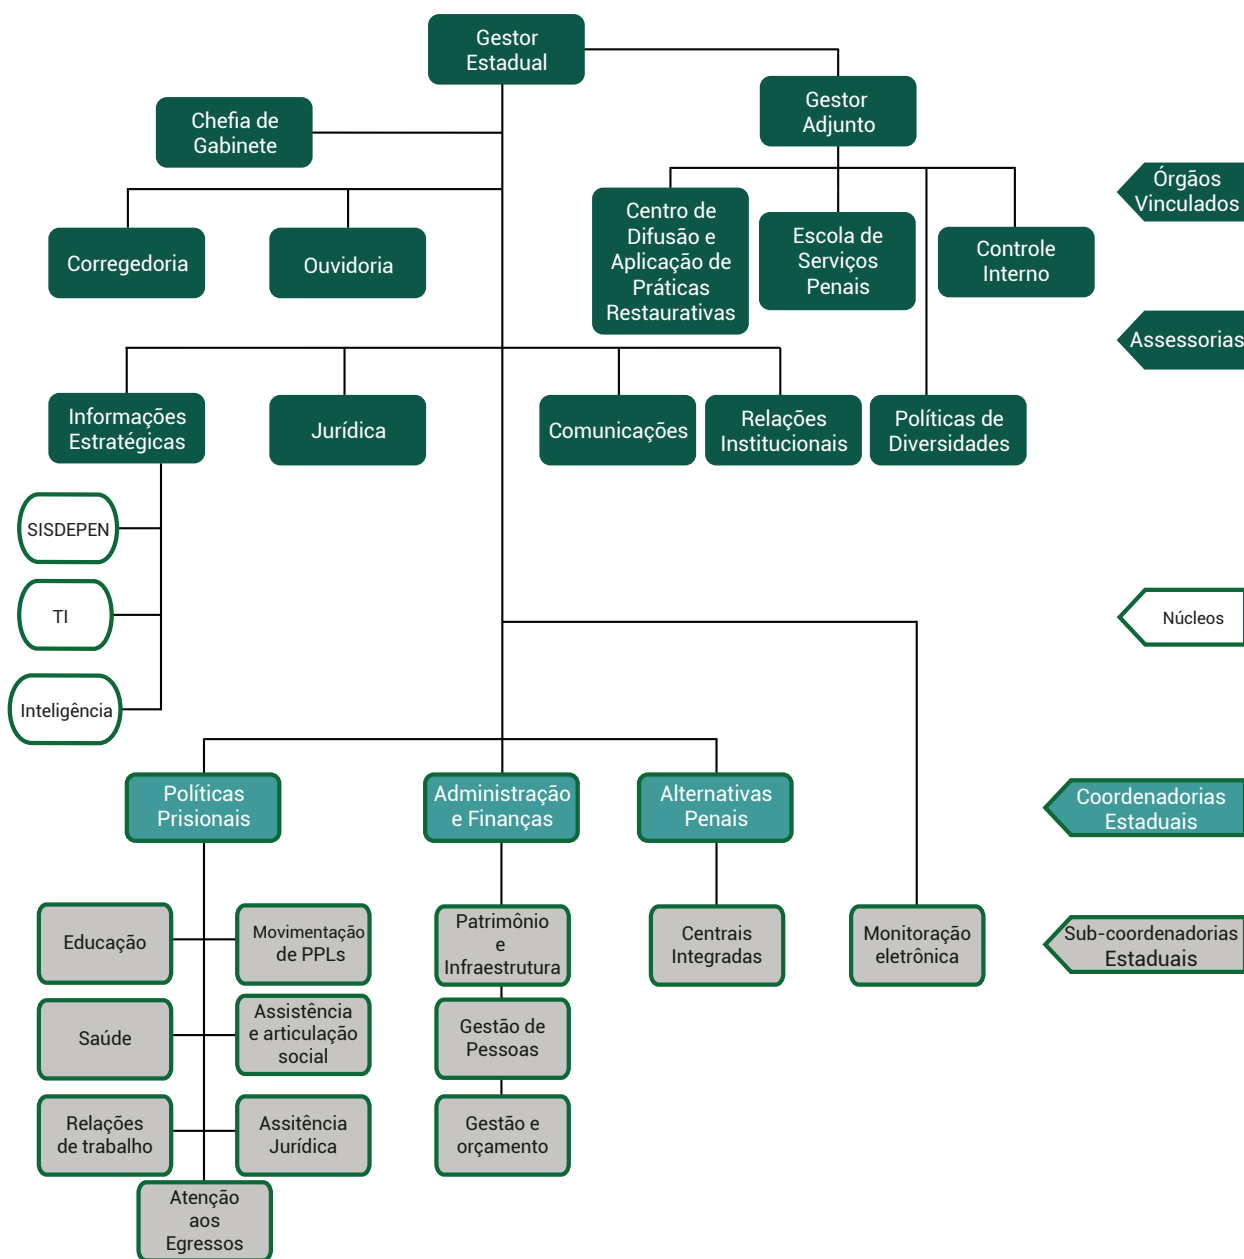 Gestor
Estadual
Gestor
Adjunto
Chefia de
Gabinete
Órgãos
Vinculados
Corregedoria
Ouvidoria
Centro de
Difusão e
Aplicação de
Práticas
Restaurativas
Escola de
Serviços
Penais
Controle
Interno
Assessorias
Informações
Estratégicas
Jurídica
Comunicações
Relações
Institucionais
Políticas de
Diversidades
SISDEPEN
TI
Inteligência
Núcleos
Políticas
Prisionais
Administração
e Finanças
Alternativas
Penais
Coordenadorias
Estaduais
Educação
Movimentação
de PPLs
Patrimônio
e
Infraestrutura
Centrais
Integradas
Monitoração
eletrônica
Sub-coordenadorias
Estaduais
Saúde
Assistência
e articulação
social
Gestão de
Pessoas
Relações
de trabalho
Assitência
Jurídica
Gestão e
orçamento
Atenção
aos
Egressos